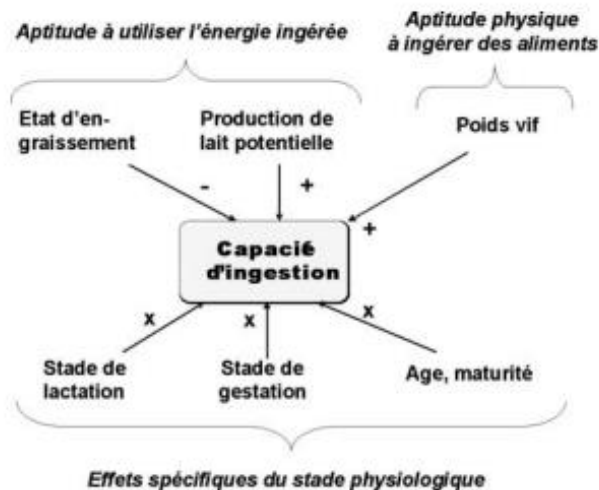 Aptitude à utiliser l'énergie ingérée
Aptitude physique
à ingérer des aliments
Etat d'en-
graissement
Production de
lait potentielle
Poids vif
-
+
+
Capacié
d'ingestion
x
x
x
Stade de
lactation
Stade de
gestation
Age, maturité
Effets spécifiques du stade physiologique